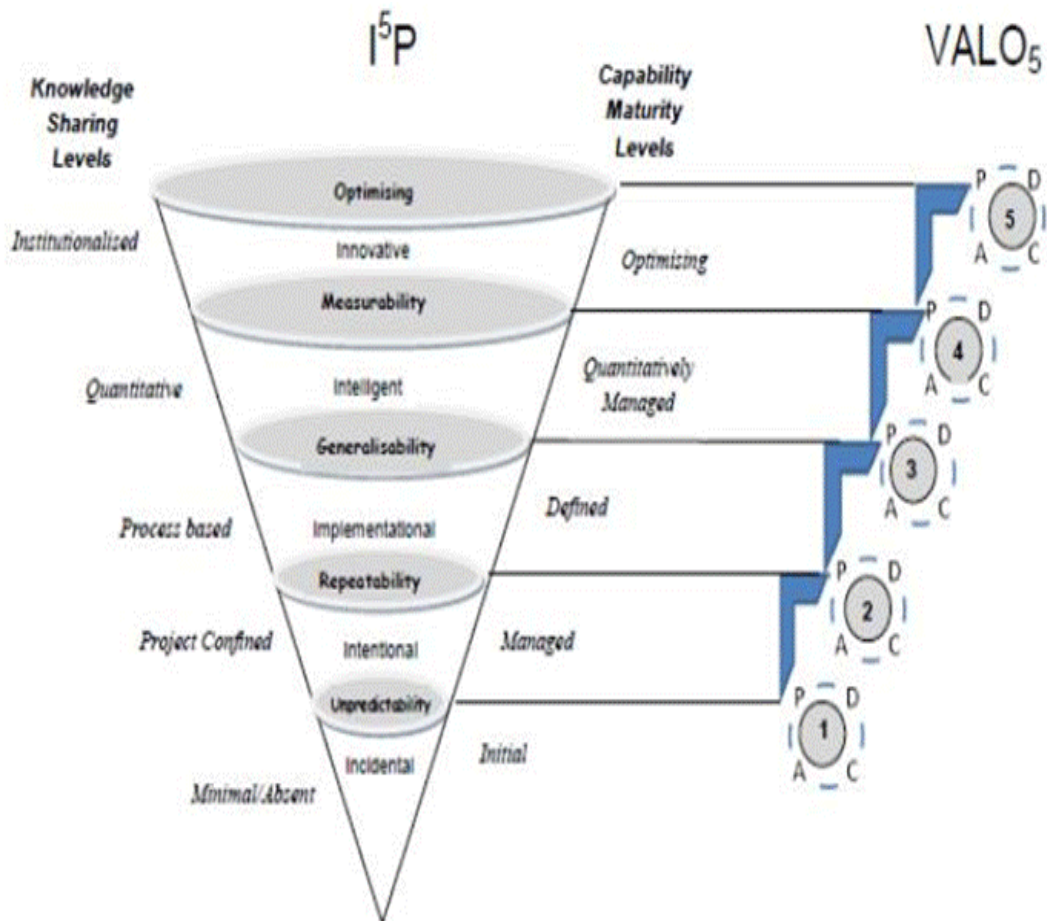 I⁵P
VALO₅
Knowledge
Sharing
Levels
Capability
Maturity
Levels
Optimising
Institutionalised
Innovative
Optimising
P D
5
A C
Measurability
Quantitative
Intelligent
Quantitatively
Managed
P D
4
A C
Generalisability
Process based
Implementational
Defined
P D
3
A C
Repeatability
Project Confined
Intentional
Managed
P D
2
A C
Unpredictability
Incidental
Initial
Minimal/Absent
P D
1
A C